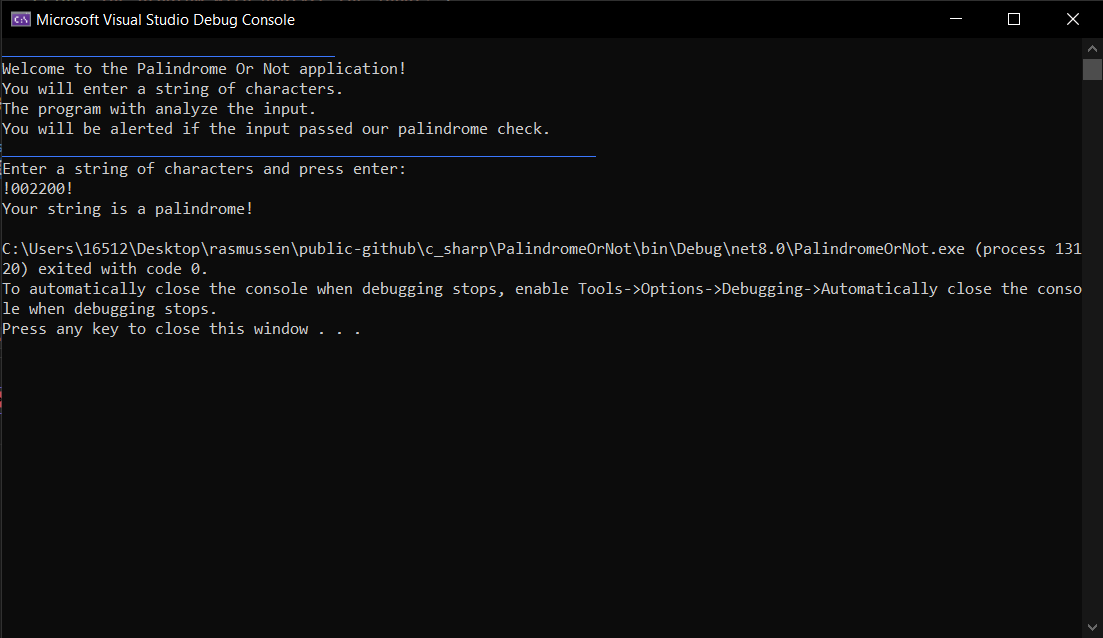 Microsoft Visual Studio Debug Console
Welcome to the Palindrome Or Not application!
You will enter a string of characters.
The program with analyze the input.
You will be alerted if the input passed our palindrome check.
Enter a string of characters and press enter:
!002200!
Your string is a palindrome!
C:\Users\16512\Desktop\rasmussen\public-github\c_sharp\PalindromeOrNot\bin\Debug\net8.0\PalindromeOrNot.exe (process 131
20) exited with code 0.
To automatically close the console when debugging stops, enable Tools->Options->Debugging->Automatically close the conso
le when debugging stops.
Press any key to close this window . . .